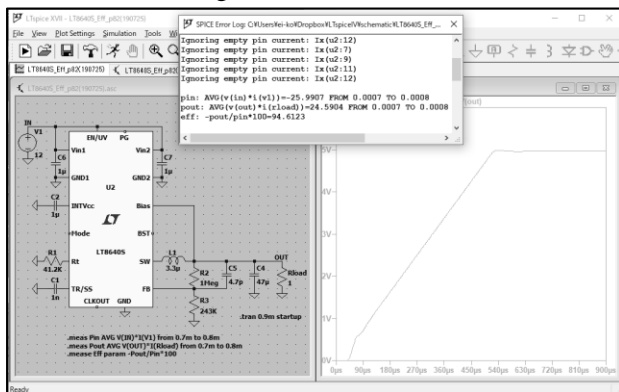 LTspice XVII - LT8640S_Eff_p82(190725)
File View Plot Settings Simulation Tools
SPICE Error Log: C:¥Users¥ei-ko¥Dropbox¥LTspiceIV¥schematic¥LT8640S_Eff_...
Ignoring empty pin current: Ix(u2:12)
Ignoring empty pin current: Ix(u2:7)
Ignoring empty pin current: Ix(u2:9)
Ignoring empty pin current: Ix(u2:11)
Ignoring empty pin current: Ix(u2:12)
pin: AVG(v(in)*i(v1))=-25.9907 FROM 0.0007 TO 0.0008
pout: AVG(v(out)*i(rload))=24.5904 FROM 0.0007 TO 0.0008
eff: -pout/pin*100=94.6123
LT8640S_Eff_p82(190725)
LT8640S_Eff_p82(190725).asc
IN
V1
12
C6
1µ
EN/UV PG
Vin1 Vin2
GND1 GND2
U2
C7
1µ
C2
1µ
INTVcc Bias
Mode BST
LT8640S
R1
41.2K
Rt SW
L1
3.3µ
C1
1n
TR/SS FB
CLKOUT GND
R2
1Meg
C5
4.7p
C4
47µ
OUT
Rload
1
R3
243K
.tran 0.9m startup
.meas Pin AVG V(IN)*I(V1) from 0.7m to 0.8m
.meas Pout AVG V(OUT)*I(Rload) from 0.7m to 0.8m
.mease Eff param -Pout/Pin*100
5V
4V
3V
2V
1V
0V
0µs 90µs 180µs 270µs 360µs 450µs 540µs 630µs 720µs 810µs 900µs
Ready